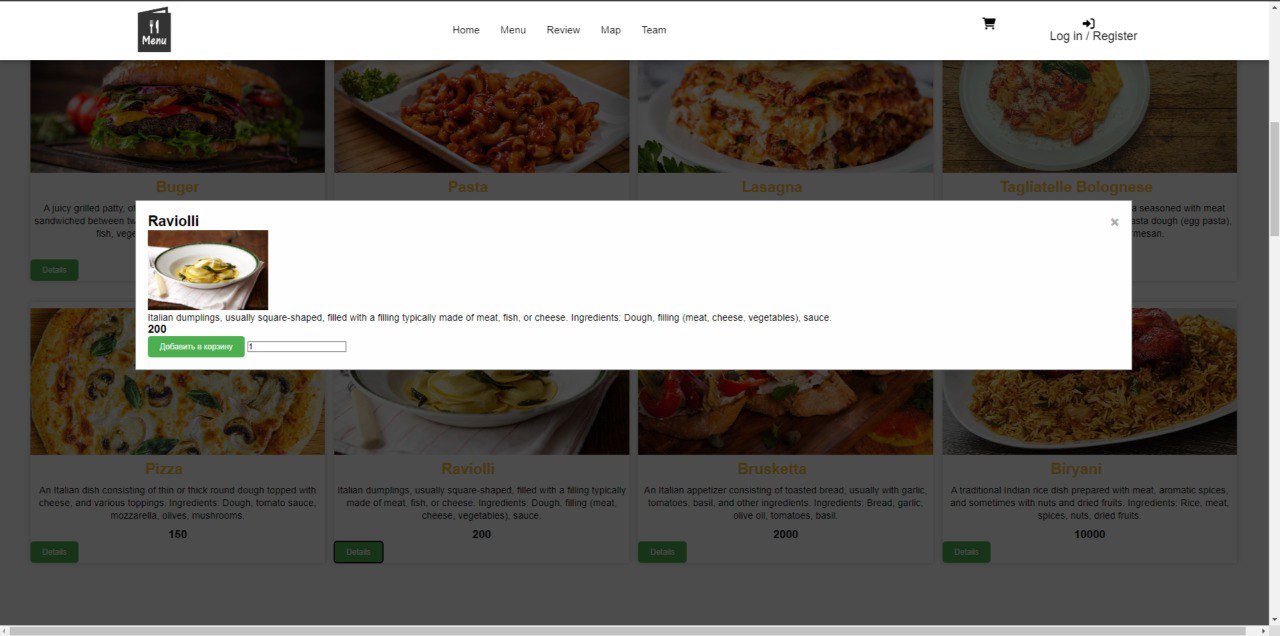 Menu
Home Menu Review Map Team
Log in / Register
Buger Pasta Lasagna Tagliatelle Bolognese
A juicy grilled patty, of
sandwiched between tw
fish, vege
a seasoned with meat
asta dough (egg pasta),
mesan.
Details
Raviolli
×
Italian dumplings, usually square-shaped, filled with a filling typically made of meat, fish, or cheese. Ingredients: Dough, filling (meat, cheese, vegetables), sauce.
200
Добавить в корзину 1
Pizza
An Italian dish consisting of thin or thick round dough topped with
cheese, and various toppings. Ingredients: Dough, tomato sauce,
mozzarella, olives, mushrooms.
150
Details
Raviolli
Italian dumplings, usually square-shaped, filled with a filling typically
made of meat, fish, or cheese. Ingredients: Dough, filling (meat,
cheese, vegetables), sauce.
200
Details
Brusketta
An Italian appetizer consisting of toasted bread, usually with garlic,
tomatoes, basil, and other ingredients. Ingredients: Bread, garlic,
olive oil, tomatoes, basil.
2000
Details
Biryani
A traditional Indian rice dish prepared with meat, aromatic spices,
and sometimes with nuts and dried fruits. Ingredients: Rice, meat,
spices, nuts, dried fruits.
10000
Details